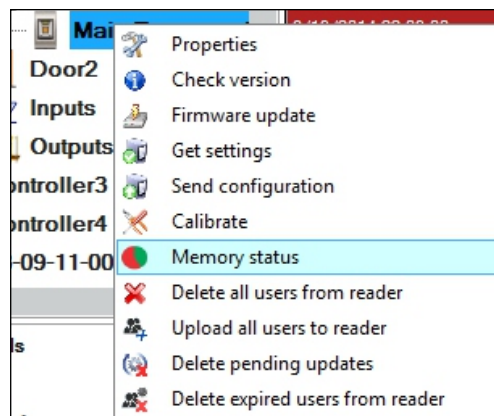 Mai
Door2
Inputs
Outputs
ontroller3
ontroller4
-09-11-00
ls
Properties
Check version
Firmware update
Get settings
Send configuration
Calibrate
Memory status
Delete all users from reader
Upload all users to reader
Delete pending updates
Delete expired users from reader